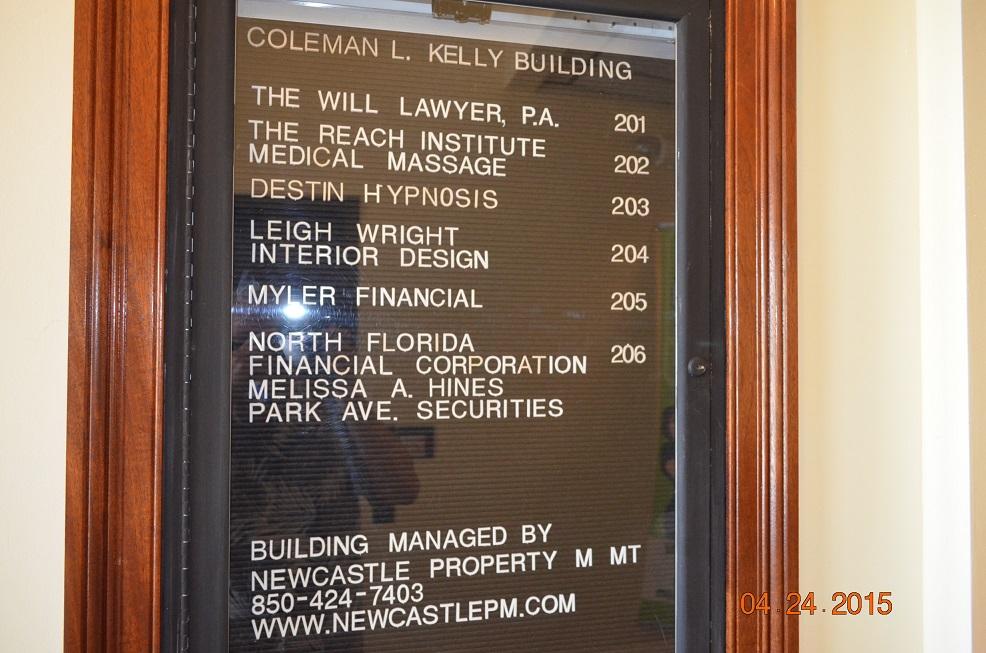 COLEMAN L. KELLY BUILDING
THE WILL LAWYER, P.A. 201
THE REACH INSTITUTE
MEDICAL MASSAGE 202
DESTIN HYPNOSIS 203
LEIGH WRIGHT
INTERIOR DESIGN 204
MYLER FINANCIAL 205
NORTH FLORIDA
FINANCIAL CORPORATION 206
MELISSA A. HINES
PARK AVE. SECURITIES
BUILDING MANAGED BY
NEWCASTLE PROPERTY M MT
850-424-7403
WWW.NEWCASTLEPM.COM
04.24.2015